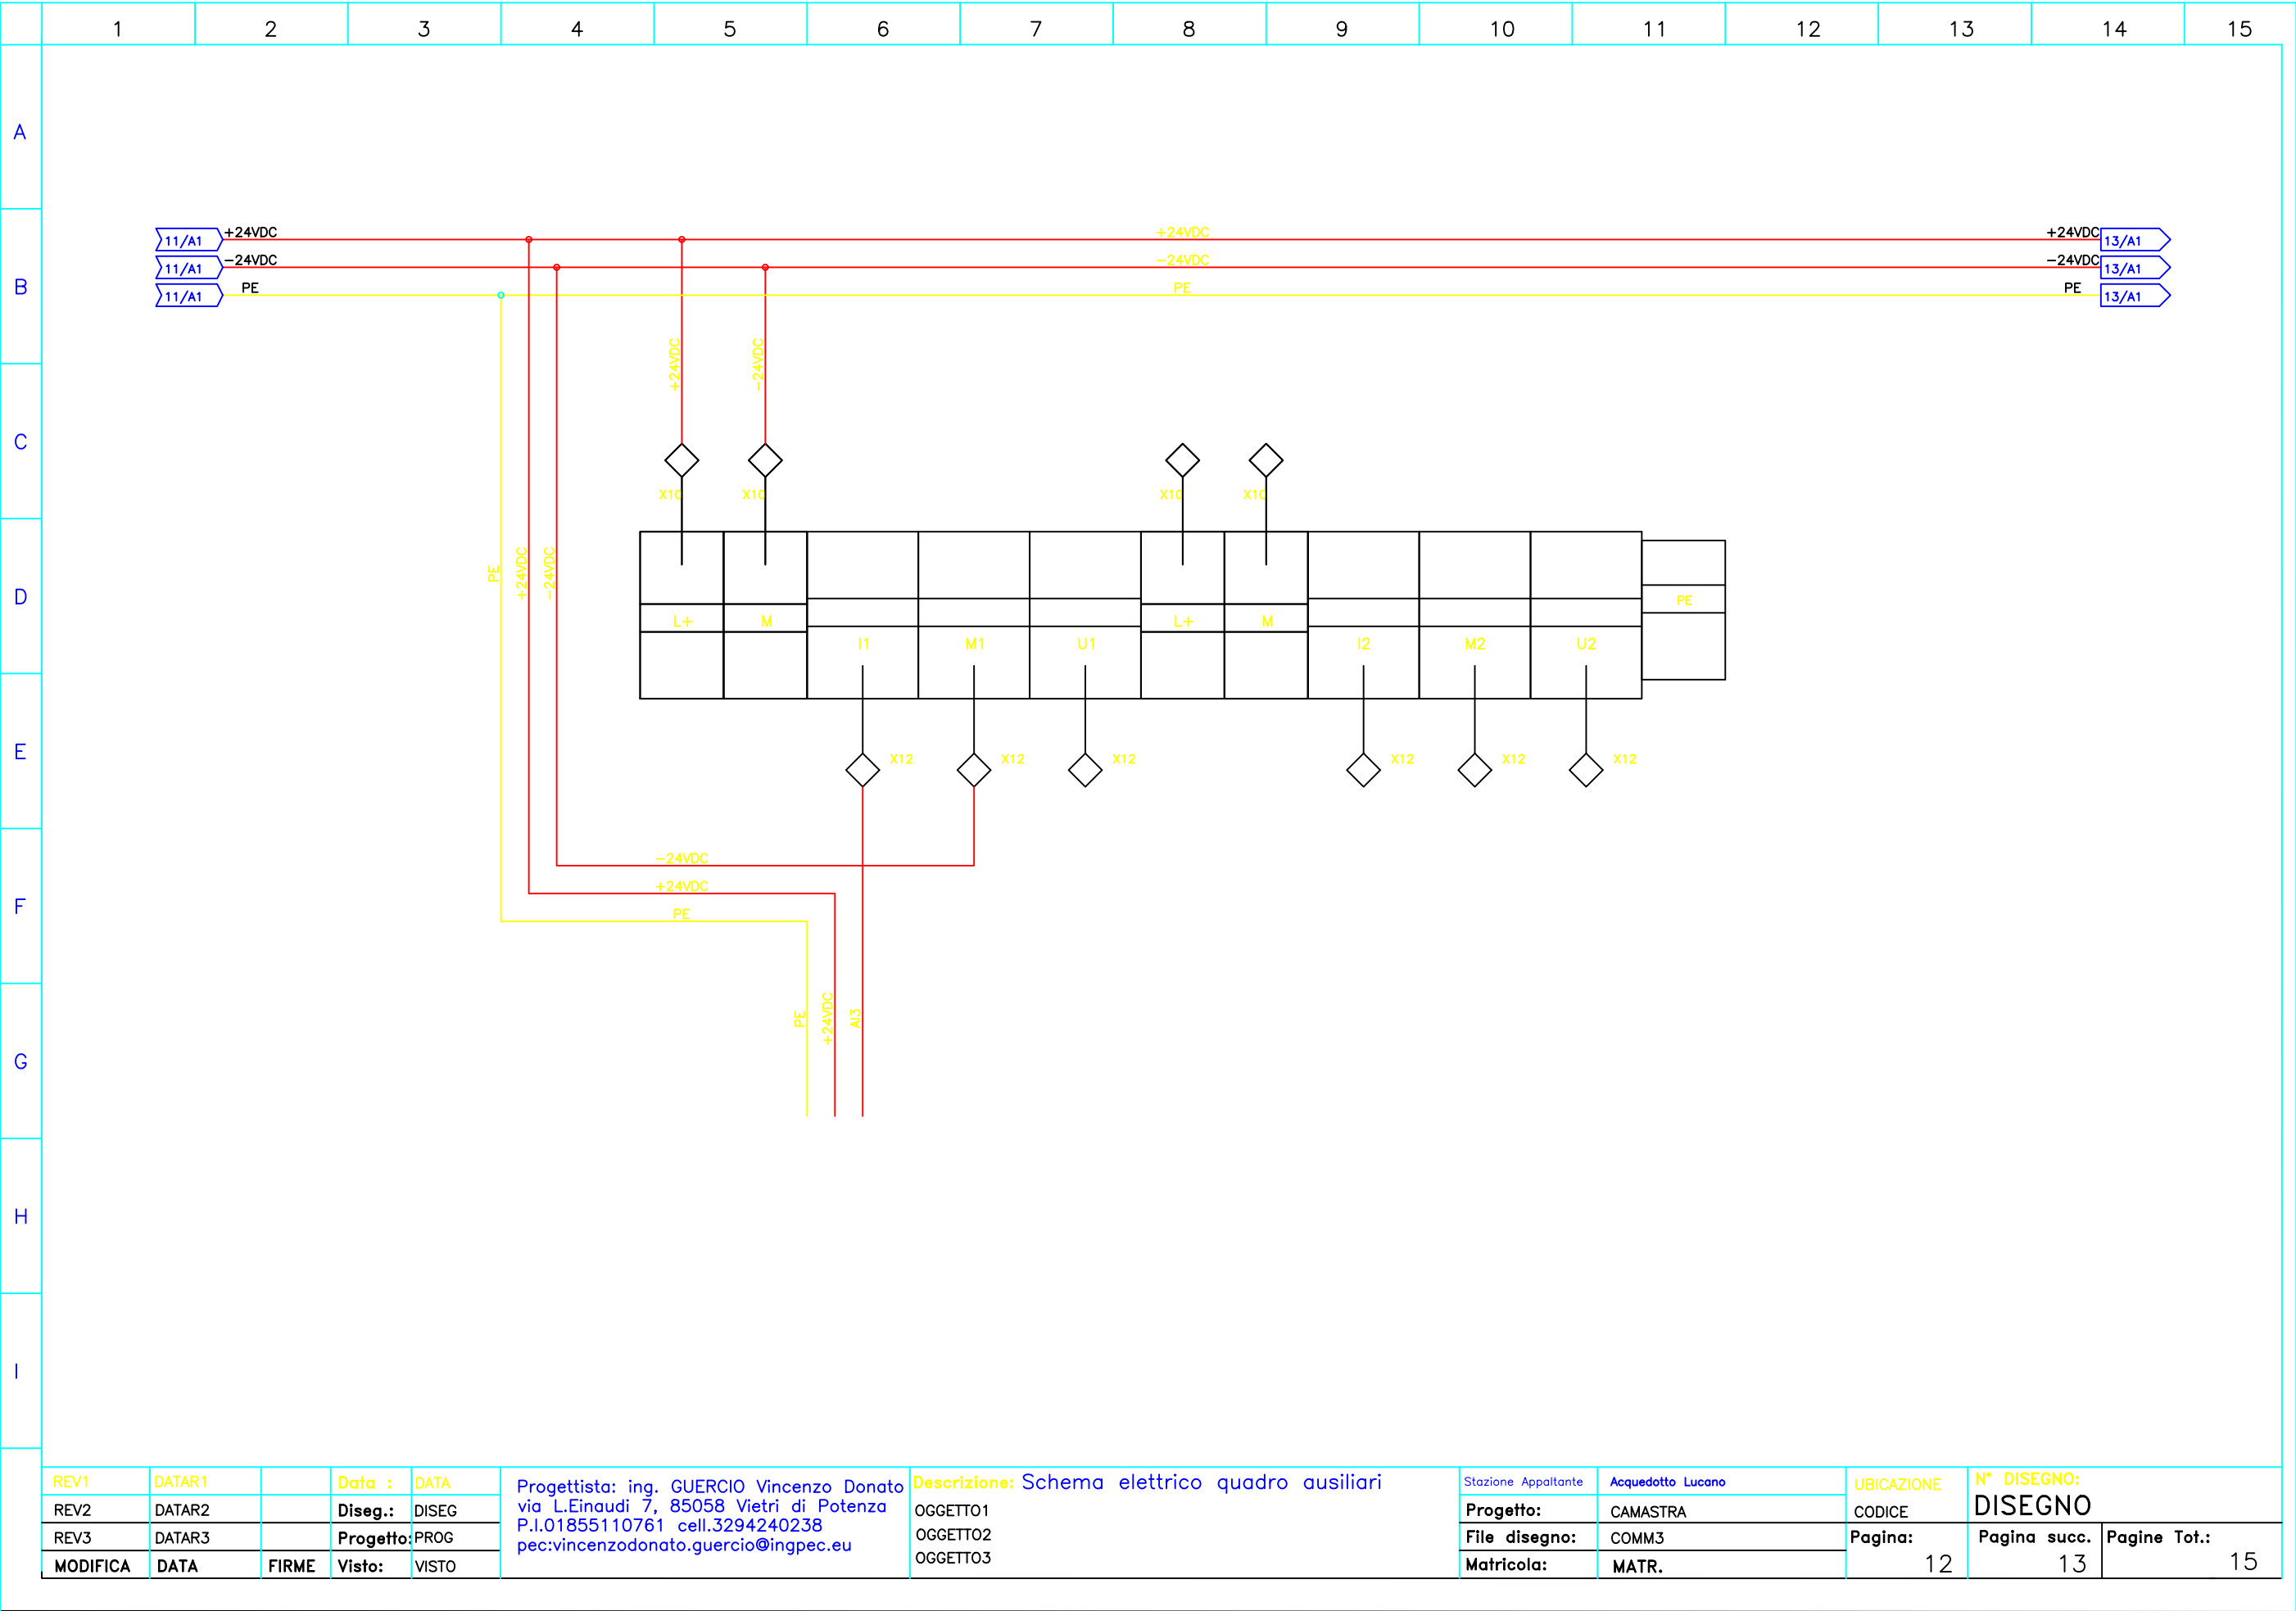 1 2 3 4 5 6 7 8 9 10 11 12 13 14 15
A
B
C
D
E
F
G
H
I
11/A1 +24VDC +24VDC +24VDC 13/A1
11/A1 -24VDC -24VDC -24VDC 13/A1
11/A1 PE PE PE 13/A1
+24VDC -24VDC
X10 X10 X10 X10
PE +24VDC -24VDC
L+ M L+ M PE
I1 M1 U1 I2 M2 U2
X12 X12 X12 X12 X12 X12
-24VDC
+24VDC
PE
PE +24VDC AI3
REV1 DATAR1 Data : DATA
REV2 DATAR2 Diseg.: DISEG
REV3 DATAR3 Progetto: PROG
MODIFICA DATA FIRME Visto: VISTO
Progettista: ing. GUERCIO Vincenzo Donato
via L.Einaudi 7, 85058 Vietri di Potenza
P.I.01855110761 cell.3294240238
pec:vincenzodonato.guercio@ingpec.eu
Descrizione: Schema elettrico quadro ausiliari
OGGETTO1
OGGETTO2
OGGETTO3
Stazione Appaltante Acquedotto Lucano
Progetto: CAMASTRA
File disegno: COMM3
Matricola: MATR.
UBICAZIONE
CODICE
N° DISEGNO:
DISEGNO
Pagina: Pagina succ. Pagine Tot.:
12 13 15